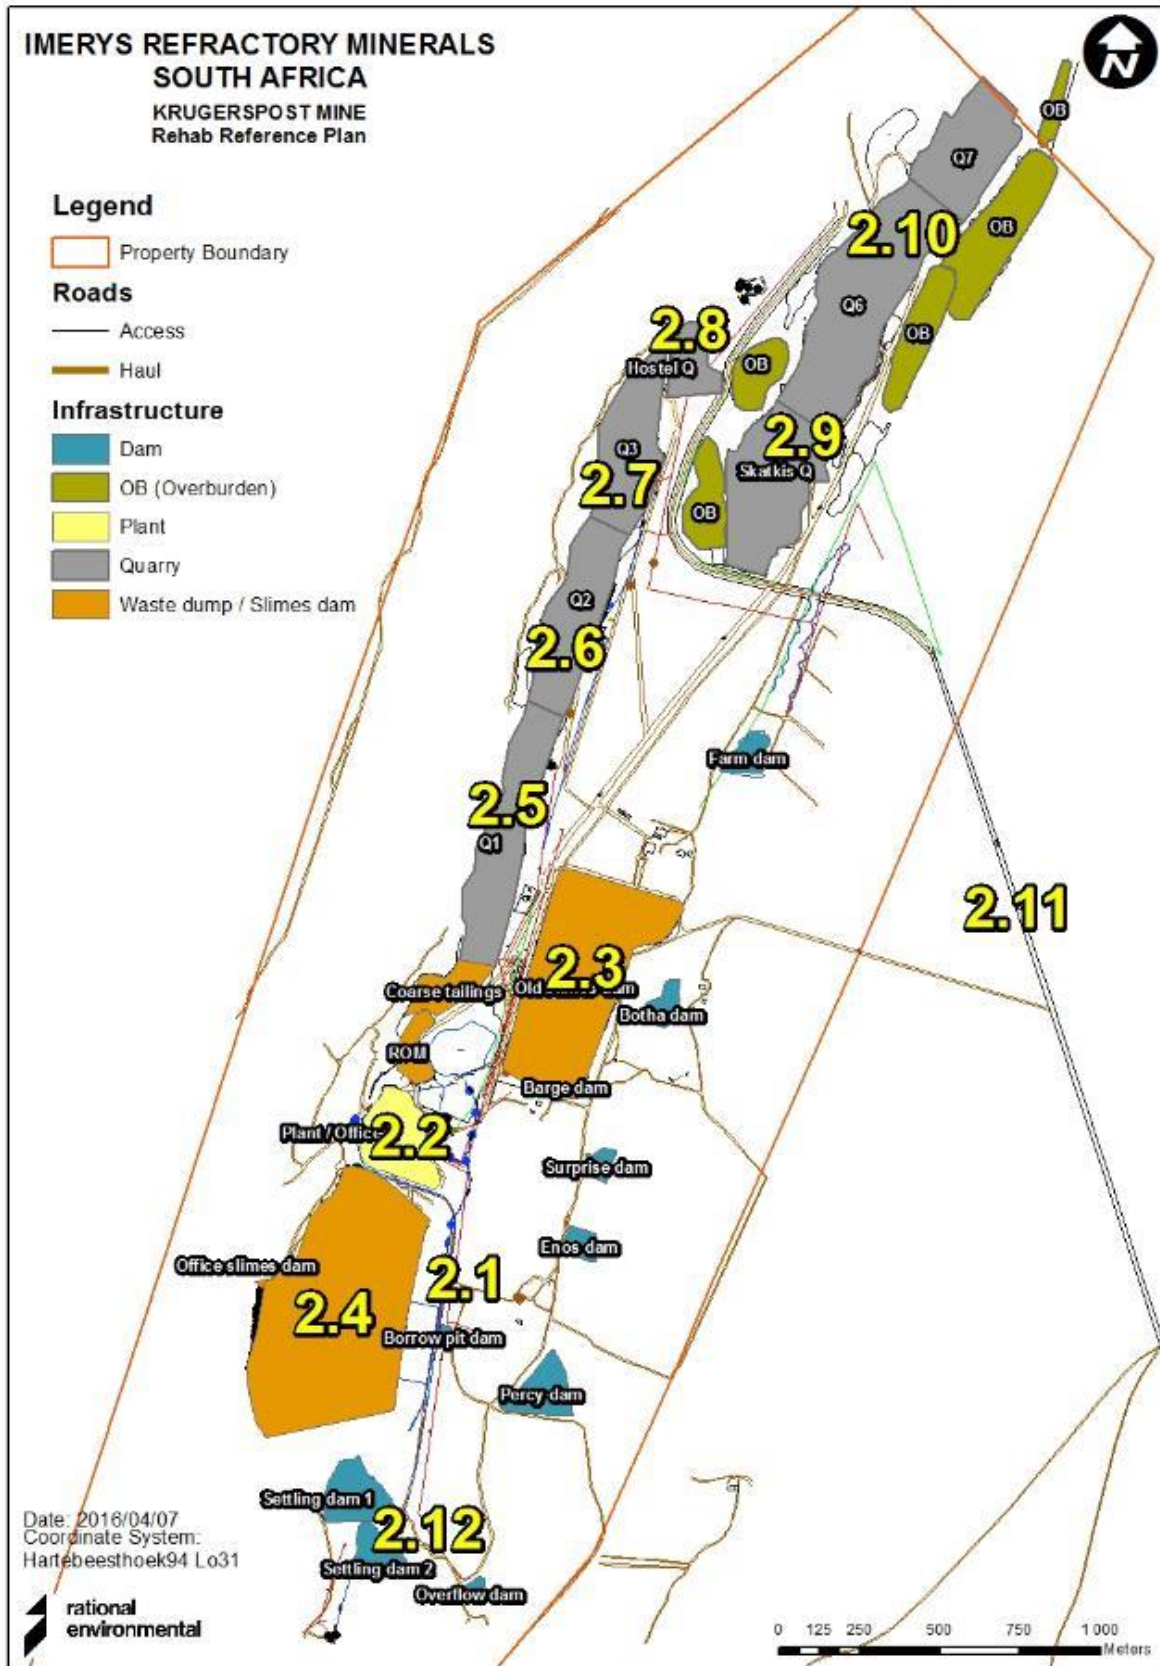 IMERYS REFRACTORY MINERALS
SOUTH AFRICA
KRUGERSPOST MINE
Rehab Reference Plan
N
Legend
Property Boundary
Roads
Access
Haul
Infrastructure
Dam
OB (Overburden)
Plant
Quarry
Waste dump / Slimes dam
OB
Q7
OB
2.10
Q6
OB
2.8
Hostel Q
OB
2.9
Skatkis Q
Q3
2.7
OB
Q2
2.6
Farm dam
2.5
Q1
2.11
2.3
Coarse tailings
Old slimes dam
Botha dam
ROM
Barge dam
Plant / Office
2.2
Surprise dam
Enos dam
Office slimes dam
2.1
2.4
Borrow pit dam
Percy dam
Settling dam 1
2.12
Settling dam 2
Overflow dam
Date: 2016/04/07
Coordinate System:
Hartebeesthoek94 Lo31
rational
environmental
0 125 250 500 750 1 000
Meters